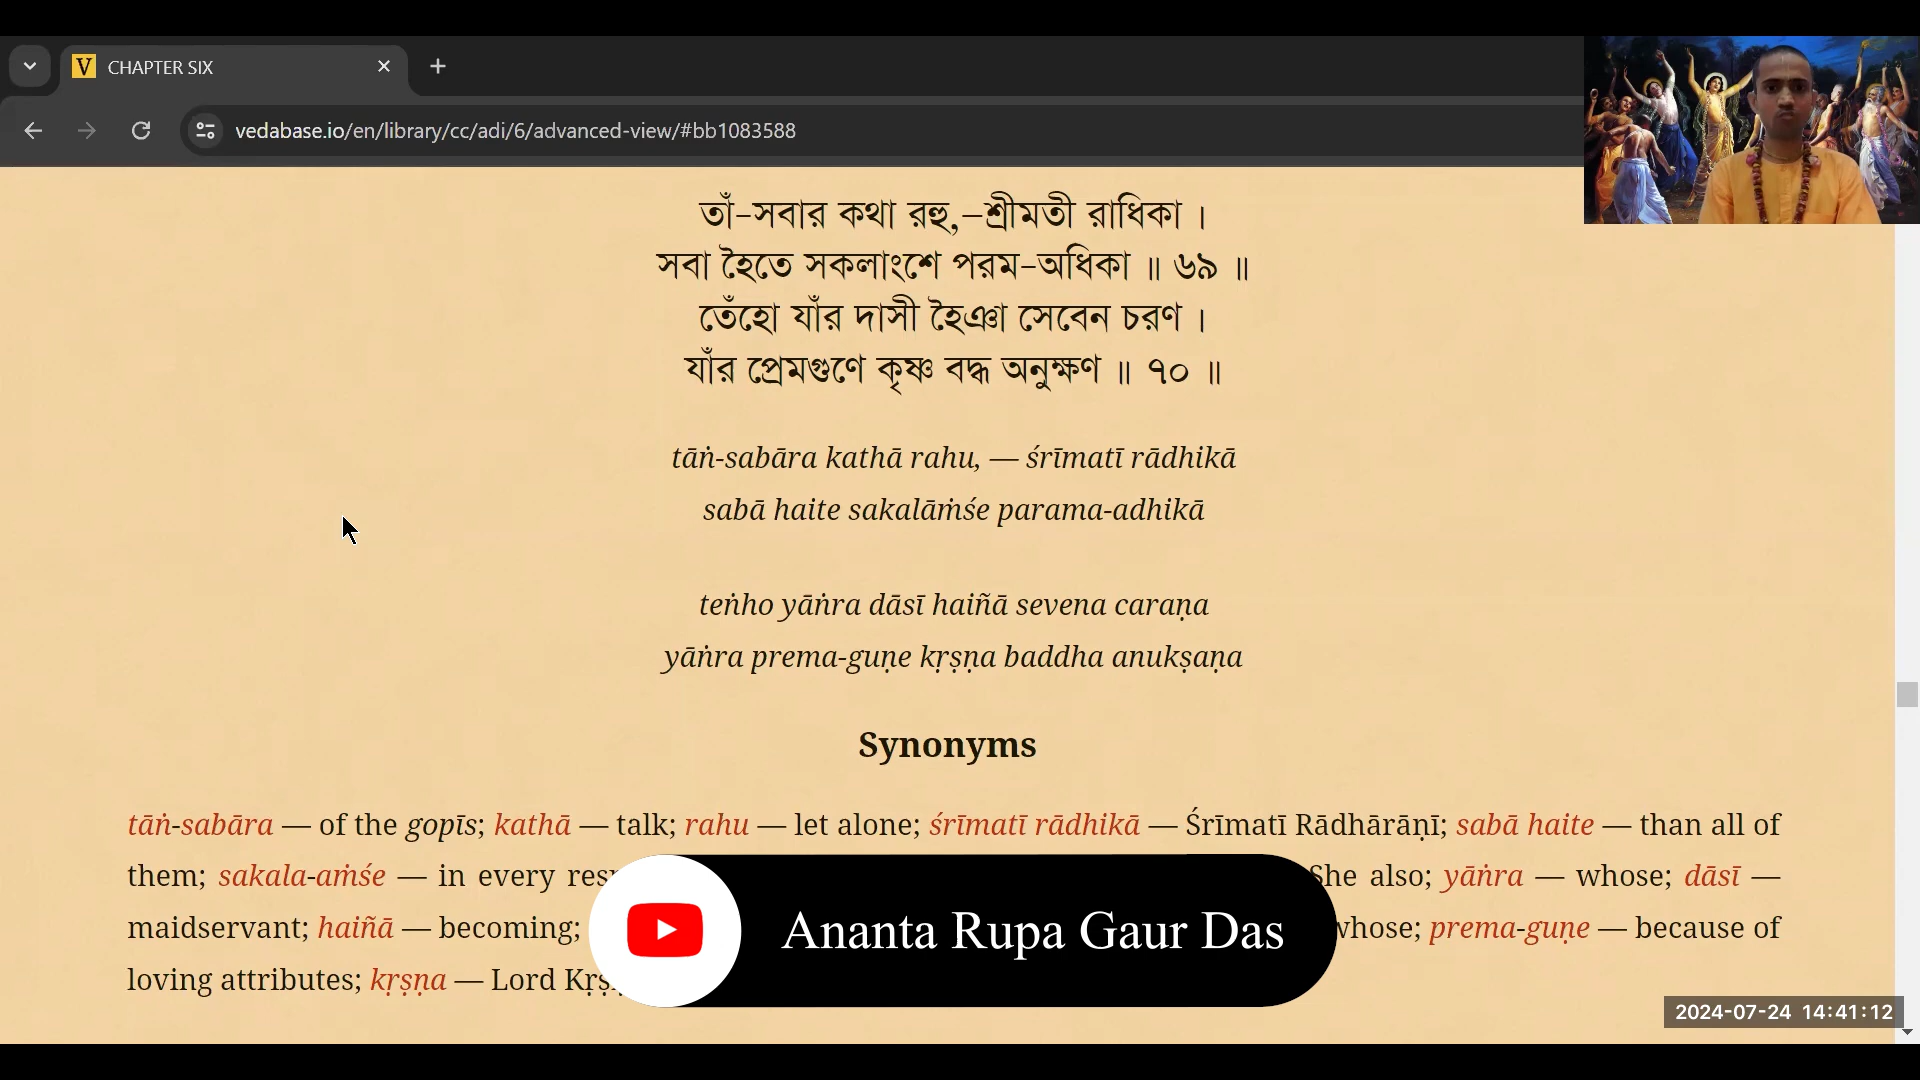 CHAPTER SIX
vedabase.io/en/library/cc/adi/6/advanced-view/#bb1083588
তাঁ-সবার কথা রহু,—শ্রীমতী রাধিকা ।
সবা হৈতে সকলাংশে পরম-অধিকা ॥ ৬৯ ॥
তেঁহো যাঁর দাসী হৈঞা সেবেন চরণ ।
যাঁর প্রেমগুণে কৃষ্ণ বদ্ধ অনুক্ষণ ॥ ৭০ ॥
tāṅ-sabāra kathā rahu, — śrīmatī rādhikā
sabā haite sakalāṁśe parama-adhikā
teṅho yāṅra dāsī haiñā sevena caraṇa
yāṅra prema-guṇe kṛṣṇa baddha anukṣaṇa
Synonyms
tāṅ-sabāra — of the gopīs; kathā — talk; rahu — let alone; śrīmatī rādhikā — Śrīmatī Rādhārāṇī; sabā haite — than all of
them; sakala-aṁśe — in every She also; yāṅra — whose; dāsī —
maidservant; haiñā — becoming; whose; prema-guṇe — because of
loving attributes; kṛṣṇa — Lord
Ananta Rupa Gaur Das
2024-07-24 14:41:12